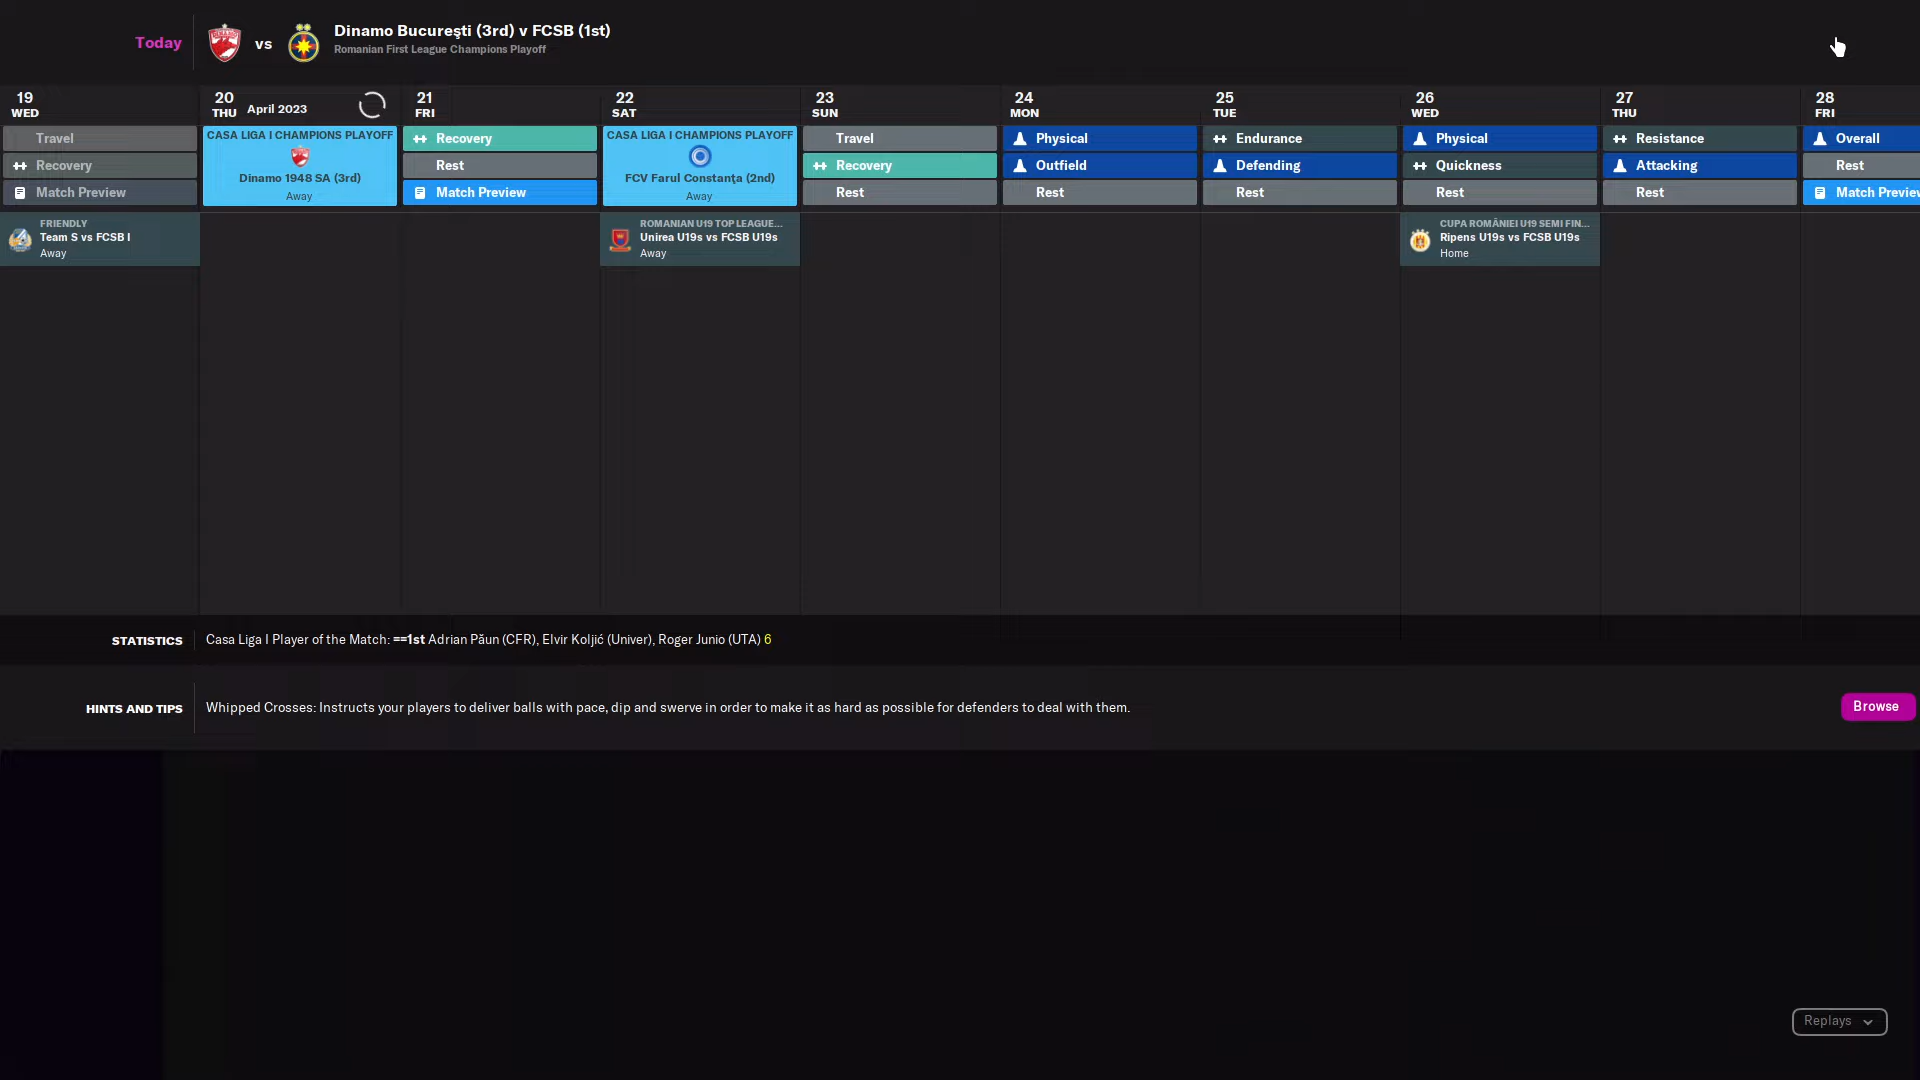 Today
vs
Dinamo Bucureşti (3rd) v FCSB (1st)
Romanian First League Champions Playoff
19
WED
20
THU
April 2023
21
FRI
22
SAT
23
SUN
24
MON
25
TUE
26
WED
27
THU
28
FRI
Travel
Recovery
Match Preview
CASA LIGA I CHAMPIONS PLAYOFF
Dinamo 1948 SA (3rd)
Away
Recovery
Rest
Match Preview
CASA LIGA I CHAMPIONS PLAYOFF
FCV Farul Constanţa (2nd)
Away
Travel
Recovery
Rest
Physical
Outfield
Rest
Endurance
Defending
Rest
Physical
Quickness
Rest
Resistance
Attacking
Rest
Overall
Rest
Match Preview
FRIENDLY
Team S vs FCSB I
Away
ROMANIAN U19 TOP LEAGUE...
Unirea U19s vs FCSB U19s
Away
CUPA ROMÂNIEI U19 SEMI FIN...
Ripens U19s vs FCSB U19s
Home
STATISTICS
Casa Liga I Player of the Match: ==1st Adrian Păun (CFR), Elvir Koljić (Univer), Roger Junio (UTA) 6
HINTS AND TIPS
Whipped Crosses: Instructs your players to deliver balls with pace, dip and swerve in order to make it as hard as possible for defenders to deal with them.
Browse
Replays